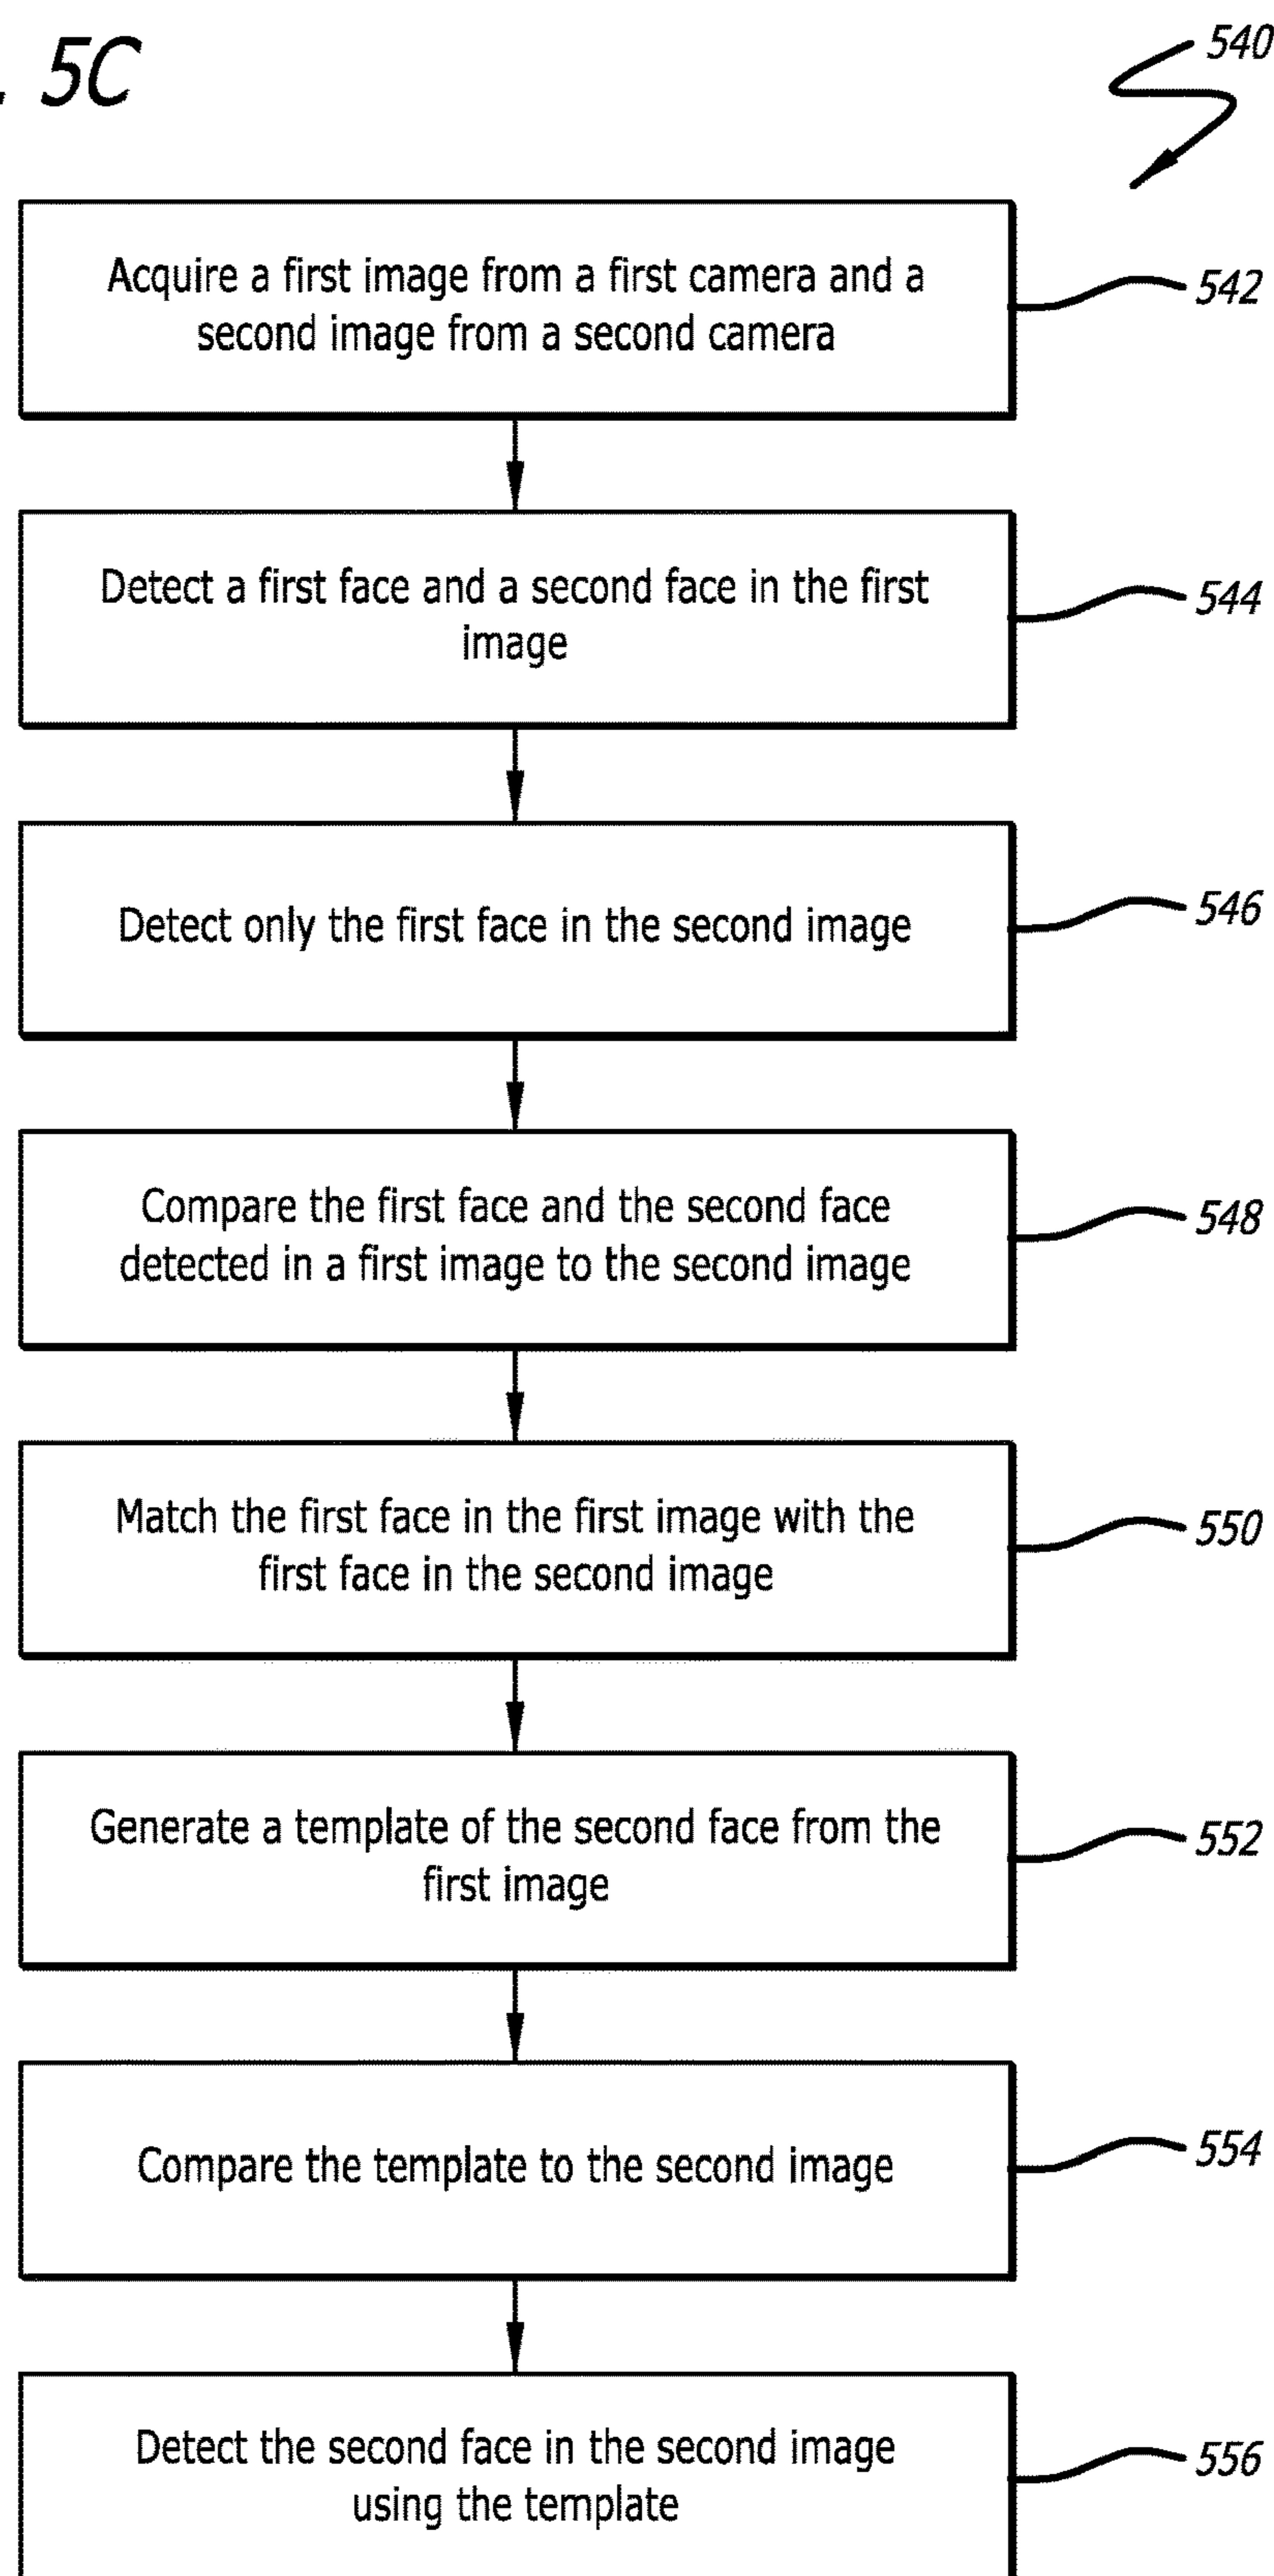 . 5C
540
Acquire a first image from a first camera and a
second image from a second camera
542
Detect a first face and a second face in the first
image
544
Detect only the first face in the second image
546
Compare the first face and the second face
detected in a first image to the second image
548
Match the first face in the first image with the
first face in the second image
550
Generate a template of the second face from the
first image
552
Compare the template to the second image
554
Detect the second face in the second image
using the template
556